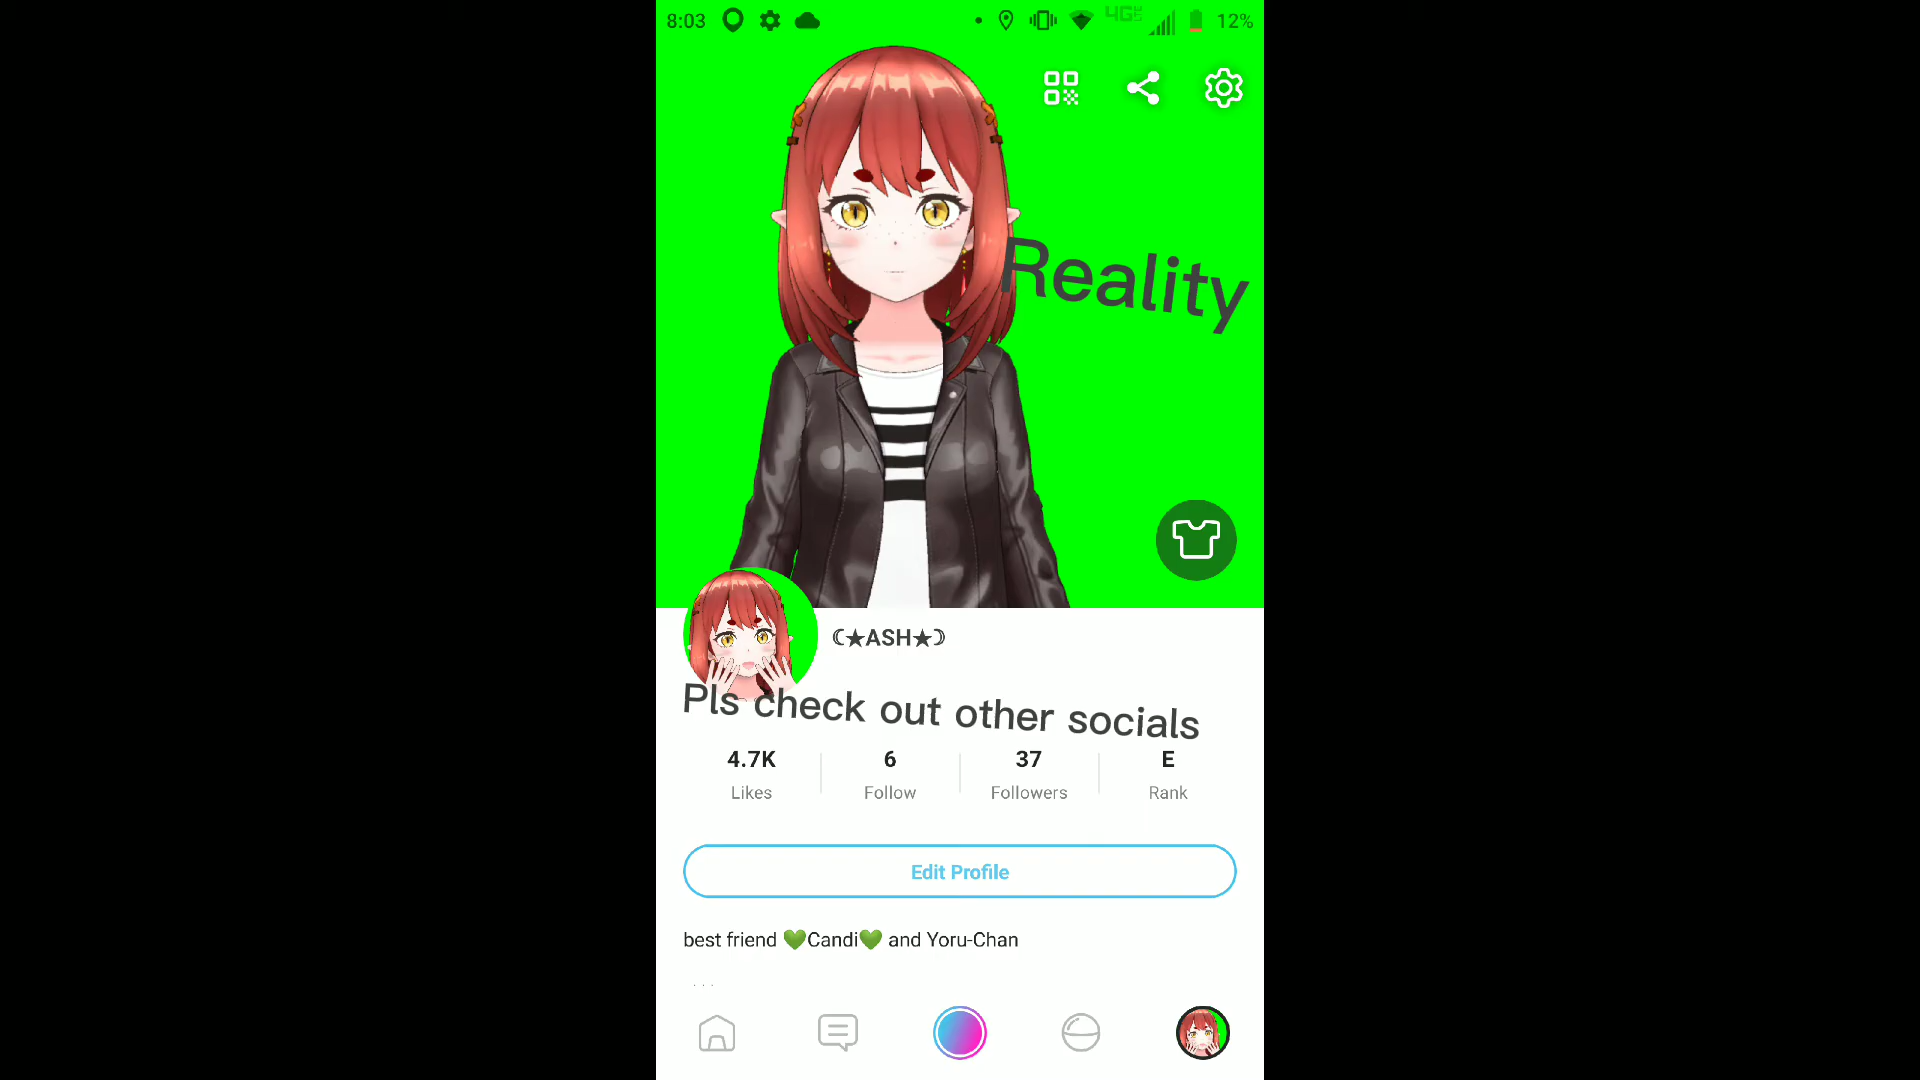 8:03 4G 12%
Reality
☾★ASH★☽
Pls check out other socials
4.7K 6 37 E
Likes Follow Followers Rank
Edit Profile
best friend 💚Candi💚 and Yoru-Chan